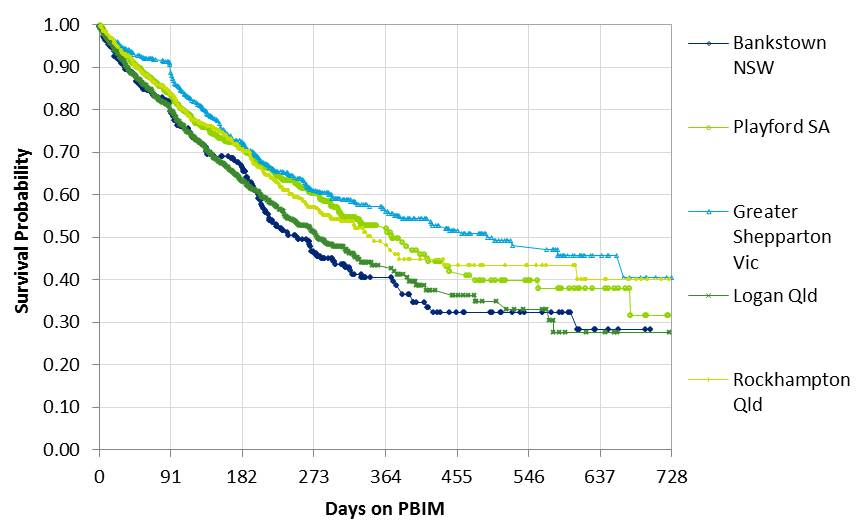 1.00
0.90
0.80
0.70
0.60
0.50
0.40
0.30
0.20
0.10
0.00
Survival Probability
0 91 182 273 364 455 546 637 728
Days on PBIM
Bankstown
NSW
Playford SA
Greater
Shepparton
Vic
Logan Qld
Rockhampton
Qld